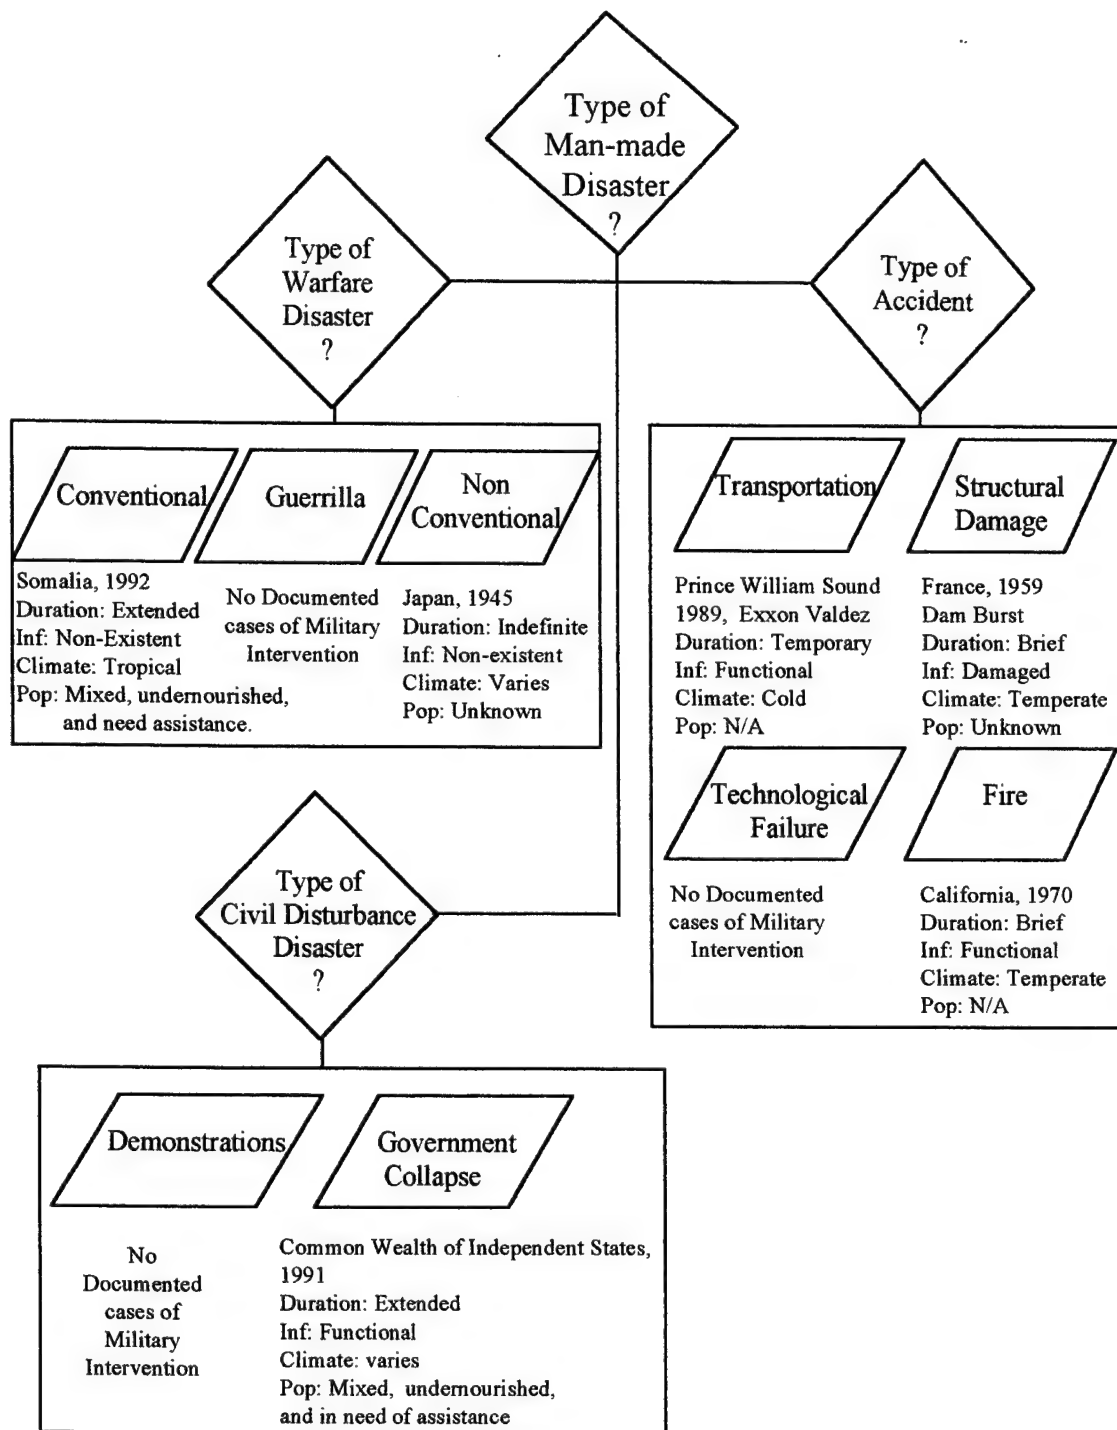 Type of
Man-made
Disaster
?
Type of
Warfare
Disaster
?
Type of
Accident
?
Conventional
Guerrilla
Non
Conventional
Somalia, 1992
Duration: Extended
Inf: Non-Existent
Climate: Tropical
Pop: Mixed, undernourished,
and need assistance.
No Documented
cases of Military
Intervention
Japan, 1945
Duration: Indefinite
Inf: Non-existent
Climate: Varies
Pop: Unknown
Transportation
Structural
Damage
Prince William Sound
1989, Exxon Valdez
Duration: Temporary
Inf: Functional
Climate: Cold
Pop: N/A
France, 1959
Dam Burst
Duration: Brief
Inf: Damaged
Climate: Temperate
Pop: Unknown
Technological
Failure
Fire
No Documented
cases of Military
Intervention
California, 1970
Duration: Brief
Inf: Functional
Climate: Temperate
Pop: N/A
Type of
Civil Disturbance
Disaster
?
Demonstrations
Government
Collapse
No
Documented
cases of
Military
Intervention
Common Wealth of Independent States,
1991
Duration: Extended
Inf: Functional
Climate: varies
Pop: Mixed, undernourished,
and in need of assistance